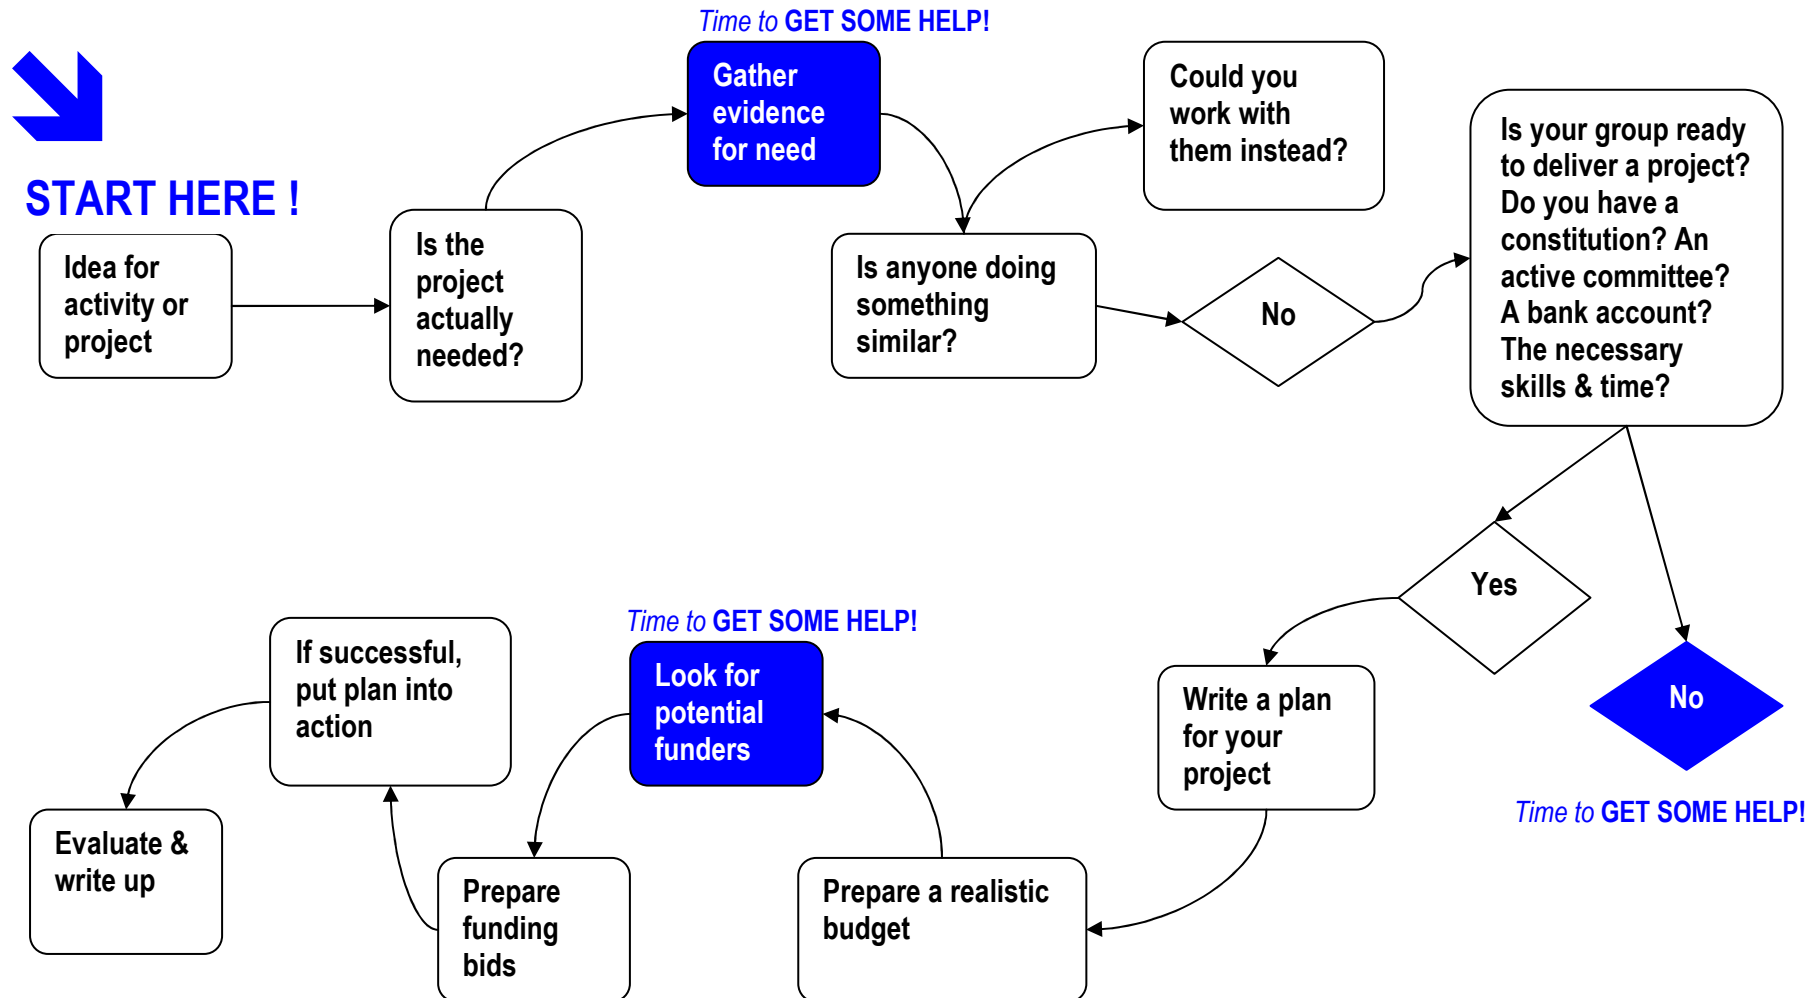 Time to GET SOME HELP!
START HERE !
Idea for
activity or
project
Is the
project
actually
needed?
Gather
evidence
for need
Is anyone doing
something
similar?
Could you
work with
them instead?
No
Is your group ready
to deliver a project?
Do you have a
constitution? An
active committee?
A bank account?
The necessary
skills & time?
Yes
No
Time to GET SOME HELP!
Write a plan
for your
project
Prepare a realistic
budget
Time to GET SOME HELP!
Look for
potential
funders
Prepare
funding
bids
If successful,
put plan into
action
Evaluate &
write up